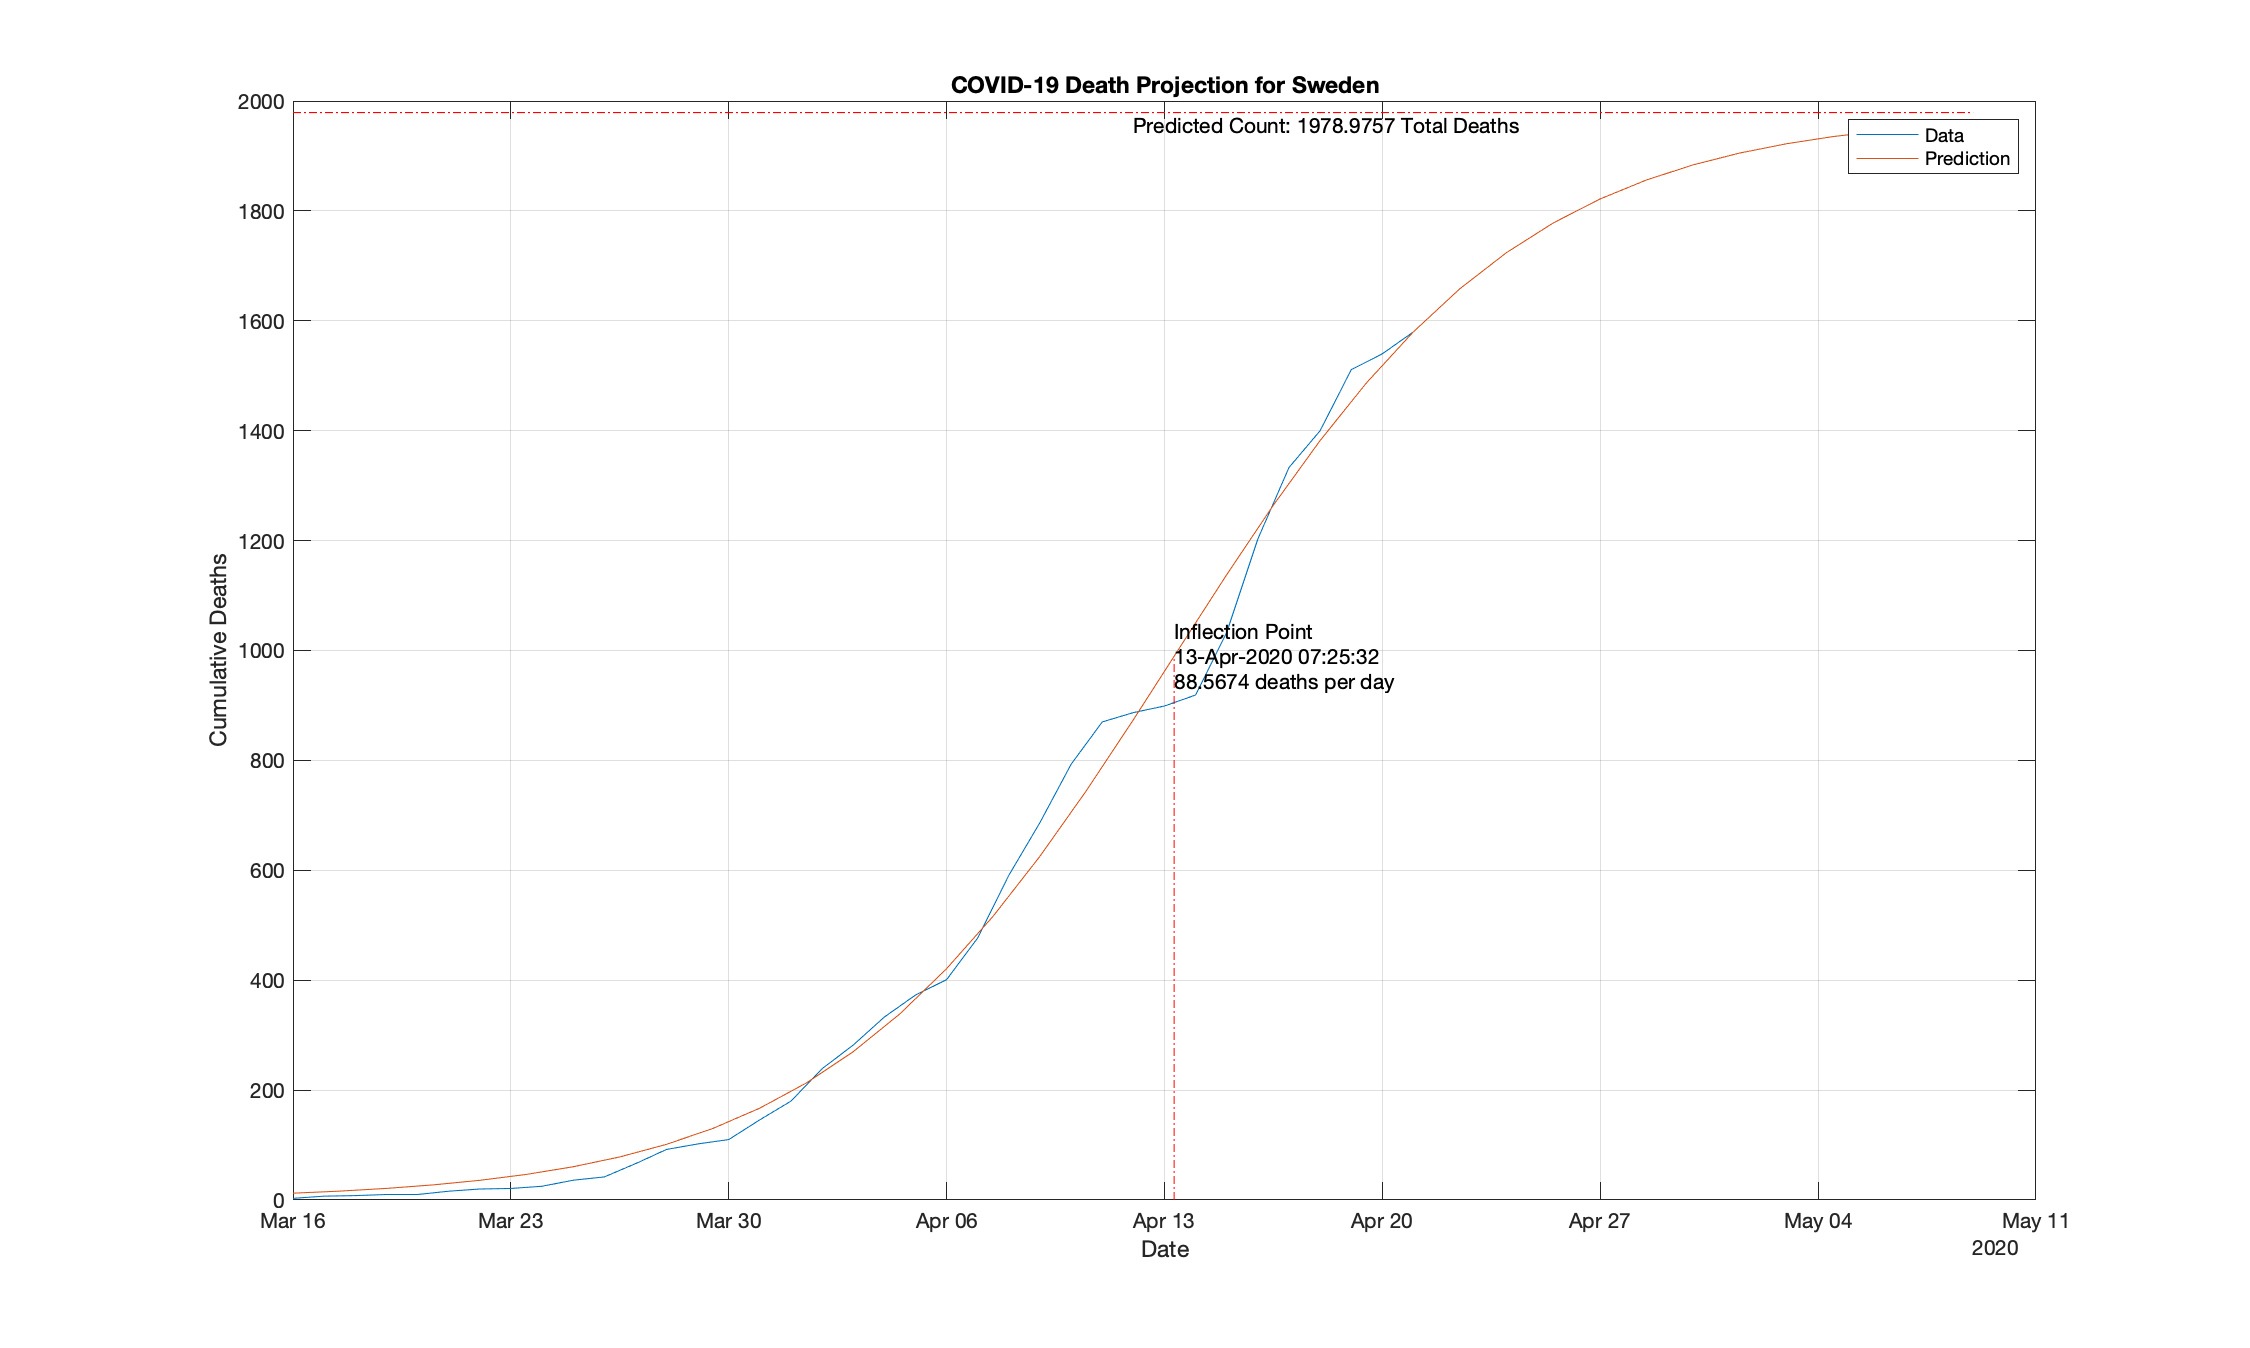 COVID-19 Death Projection for Sweden
2000
Predicted Count: 1978.9757 Total Deaths
Data
Prediction
1800
1600
1400
1200
Cumulative Deaths
Inflection Point
1000
13-Apr-2020 07:25:32
88.5674 deaths per day
800
600
400
200
0
Mar 16 Mar 23 Mar 30 Apr 06 Apr 13 Apr 20 Apr 27 May 04 May 11
Date
2020